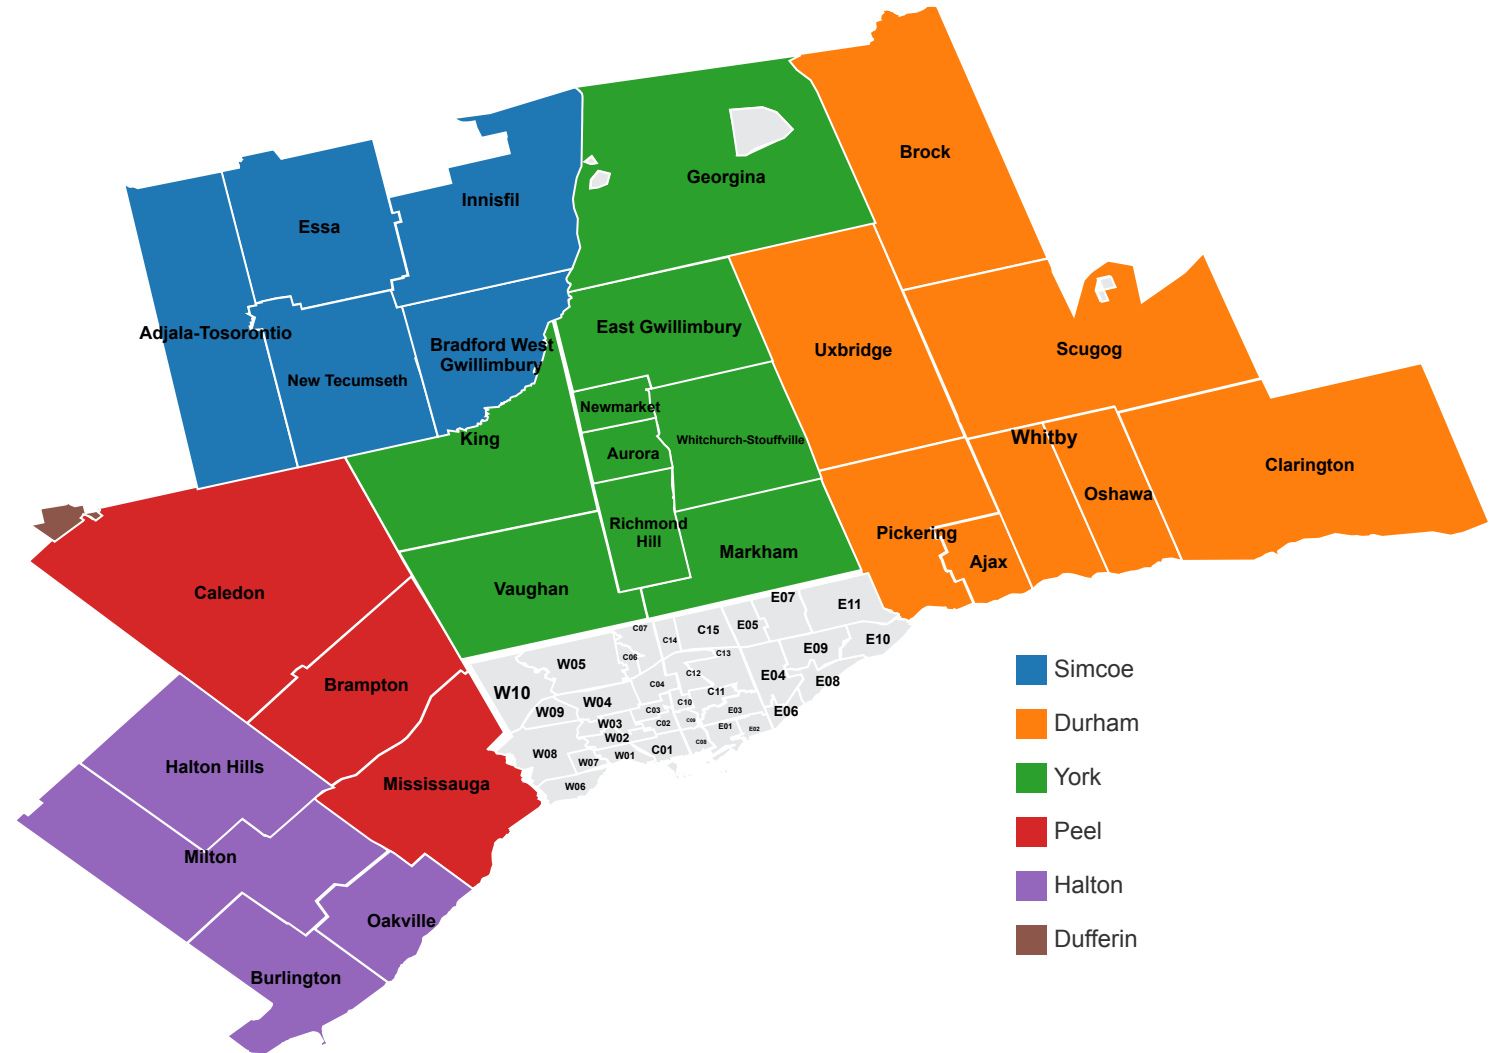 Brock
Georgina
Innisfil
Essa
Adjala-Tosorontio
East Gwillimbury
Bradford West
Gwillimbury
Uxbridge
Scugog
New Tecumseth
Newmarket
King
Whitchurch-Stouffville
Whitby
Aurora
Clarington
Oshawa
Richmond
Hill
Pickering
Markham
Ajax
Vaughan
Caledon
E07
E11
C07
C14
C15
E05
E10
C06
C13
E09
W05
C12
E04
E08
Brampton
W10
C04
C11
W04
C10
W09
C03
E03
E06
W03
C02
C09
E01
E02
W02
C08
W08
W07
W01
C01
W06
Halton Hills
Mississauga
Milton
Oakville
Burlington
Simcoe
Durham
York
Peel
Halton
Dufferin